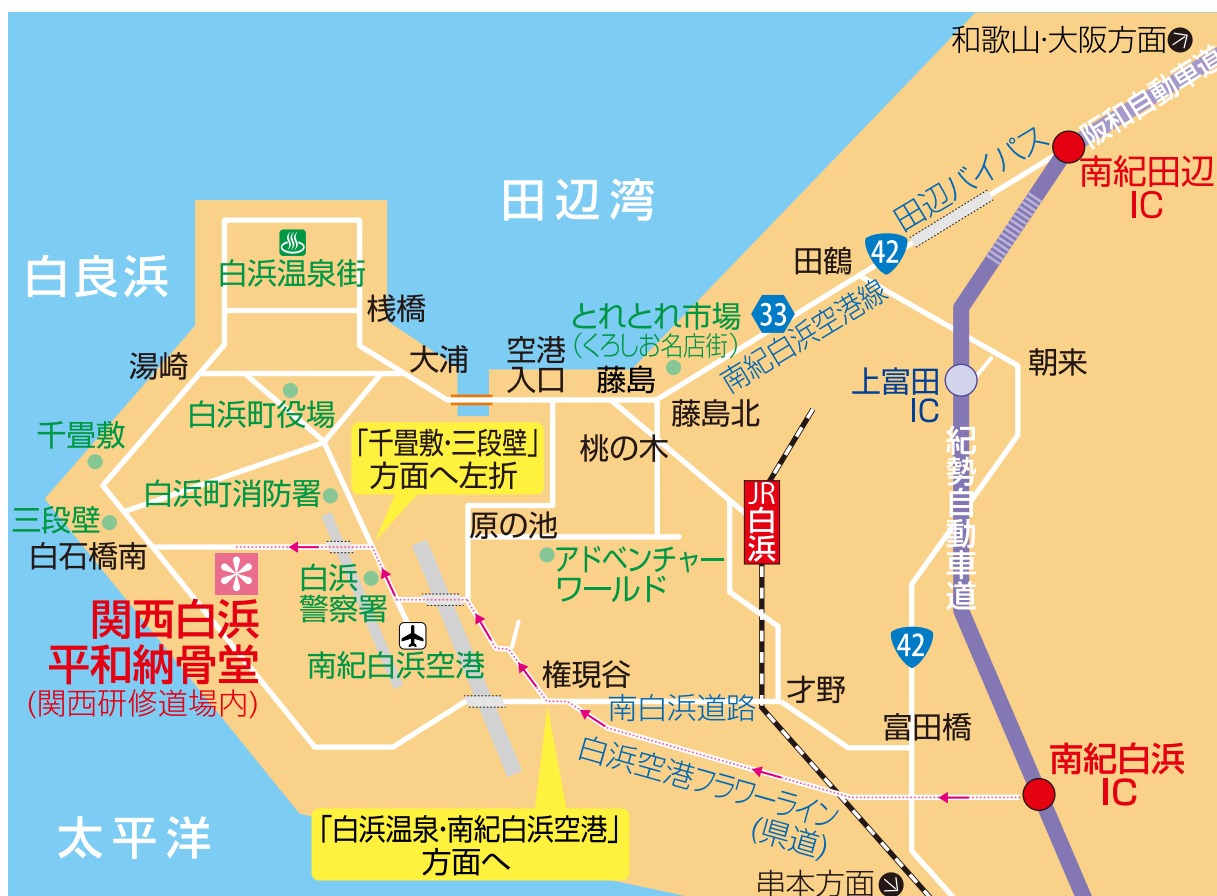 和歌山・大阪方面
阪和自動車道
南紀田辺
IC
田辺バイパス
田辺湾
42
田鶴
白良浜
白浜温泉街
桟橋
とれとれ市場
(くろしお名店街)
33
南紀白浜空港線
湯崎
大浦
空港
入口
藤島
朝来
上富田
IC
白浜町役場
藤島北
千畳敷
「千畳敷・三段壁」
方面へ左折
桃の木
紀勢自動車道
白浜町消防署
JR
白浜
三段壁
原の池
白石橋南
アドベンチャー
ワールド
白浜
警察署
関西白浜
平和納骨堂
(関西研修道場内)
42
南紀白浜空港
権現谷
才野
南白浜道路
富田橋
白浜空港フラワーライン
(県道)
南紀白浜
IC
太平洋
「白浜温泉・南紀白浜空港」
方面へ
串本方面